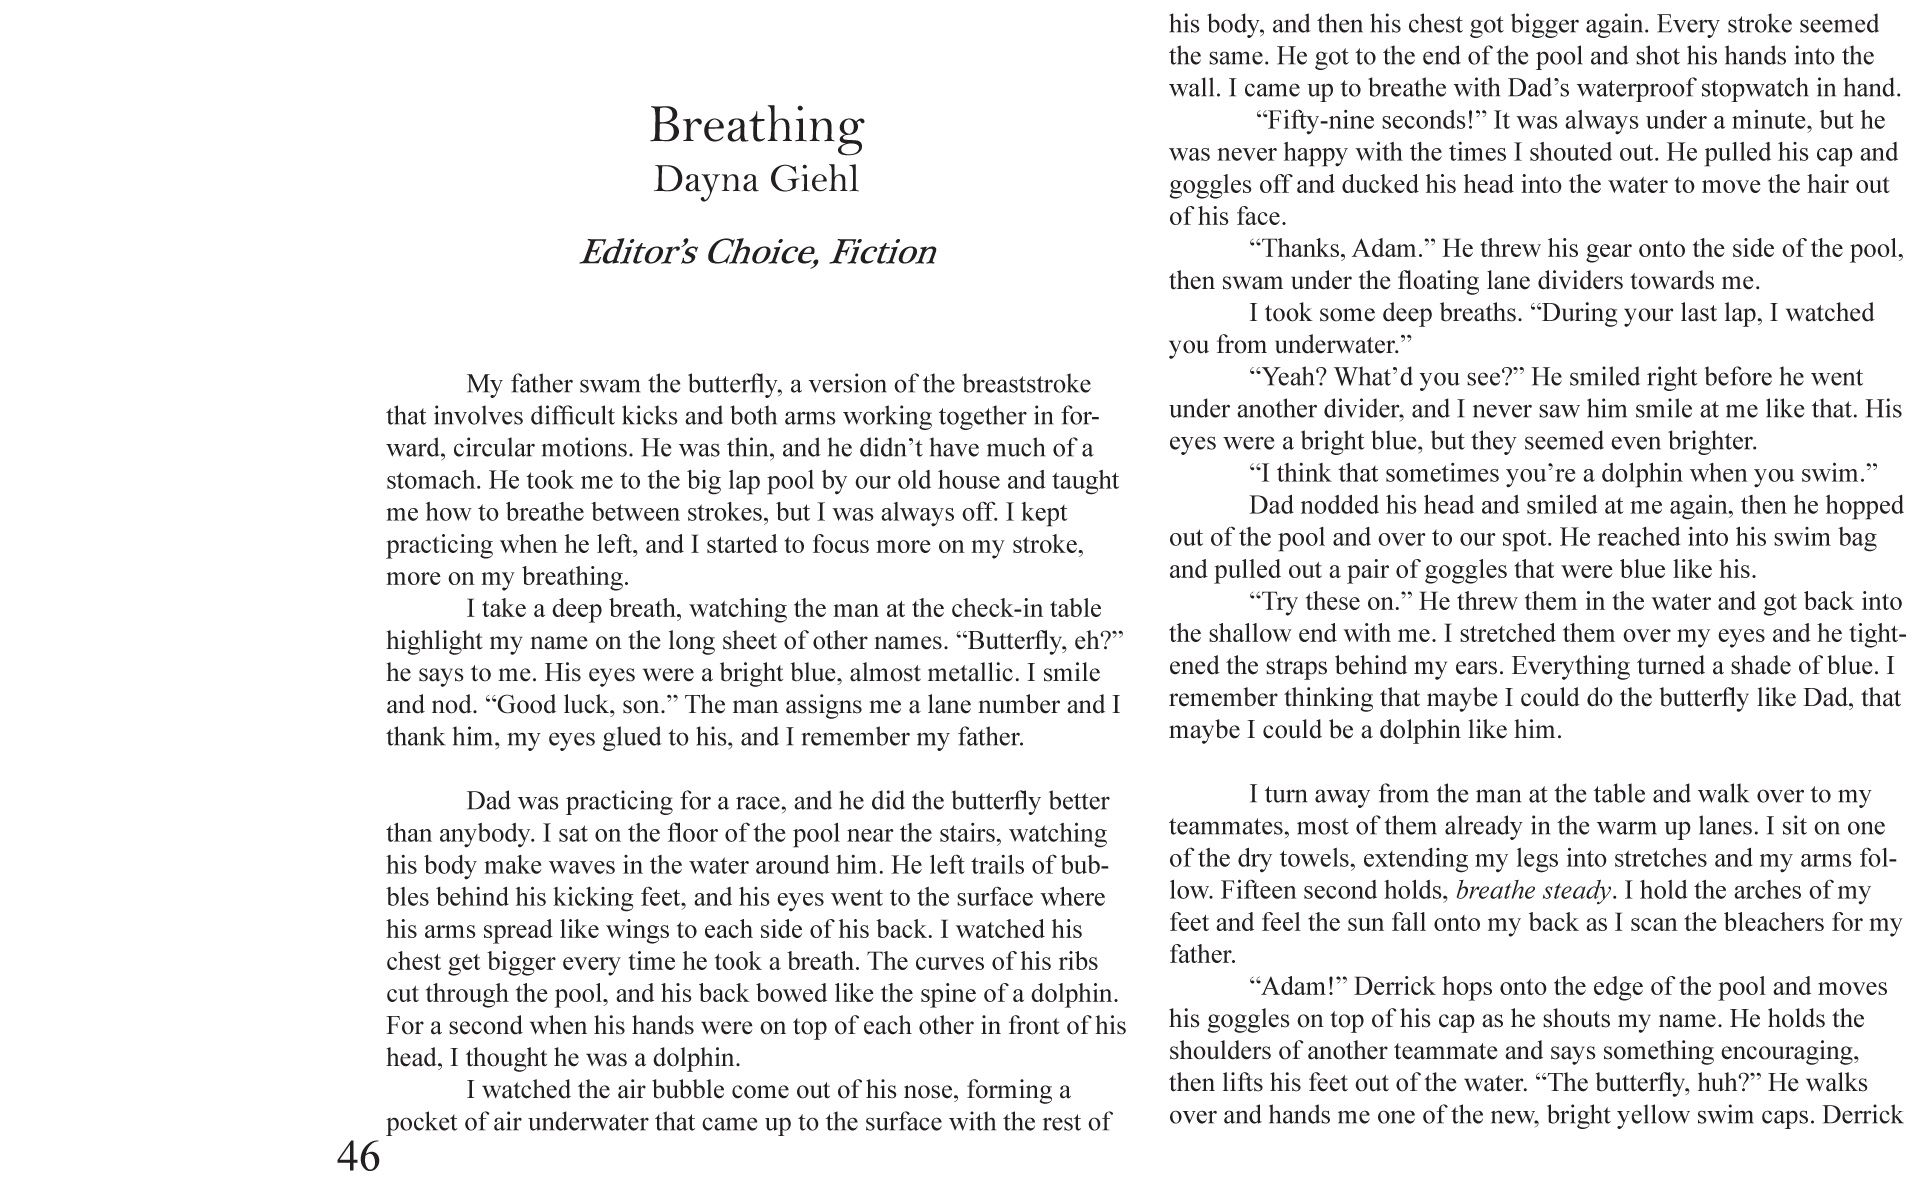 Breathing
Dayna Giehl
Editor’s Choice, Fiction
My father swam the butterfly, a version of the breaststroke
that involves difficult kicks and both arms working together in for-
ward, circular motions. He was thin, and he didn’t have much of a
stomach. He took me to the big lap pool by our old house and taught
me how to breathe between strokes, but I was always off. I kept
practicing when he left, and I started to focus more on my stroke,
more on my breathing.
I take a deep breath, watching the man at the check-in table
highlight my name on the long sheet of other names. “Butterfly, eh?”
he says to me. His eyes were a bright blue, almost metallic. I smile
and nod. “Good luck, son.” The man assigns me a lane number and I
thank him, my eyes glued to his, and I remember my father.
Dad was practicing for a race, and he did the butterfly better
than anybody. I sat on the floor of the pool near the stairs, watching
his body make waves in the water around him. He left trails of bub-
bles behind his kicking feet, and his eyes went to the surface where
his arms spread like wings to each side of his back. I watched his
chest get bigger every time he took a breath. The curves of his ribs
cut through the pool, and his back bowed like the spine of a dolphin.
For a second when his hands were on top of each other in front of his
head, I thought he was a dolphin.
I watched the air bubble come out of his nose, forming a
pocket of air underwater that came up to the surface with the rest of
46
his body, and then his chest got bigger again. Every stroke seemed
the same. He got to the end of the pool and shot his hands into the
wall. I came up to breathe with Dad’s waterproof stopwatch in hand.
“Fifty-nine seconds!” It was always under a minute, but he
was never happy with the times I shouted out. He pulled his cap and
goggles off and ducked his head into the water to move the hair out
of his face.
“Thanks, Adam.” He threw his gear onto the side of the pool,
then swam under the floating lane dividers towards me.
I took some deep breaths. “During your last lap, I watched
you from underwater.”
“Yeah? What’d you see?” He smiled right before he went
under another divider, and I never saw him smile at me like that. His
eyes were a bright blue, but they seemed even brighter.
“I think that sometimes you’re a dolphin when you swim.”
Dad nodded his head and smiled at me again, then he hopped
out of the pool and over to our spot. He reached into his swim bag
and pulled out a pair of goggles that were blue like his.
“Try these on.” He threw them in the water and got back into
the shallow end with me. I stretched them over my eyes and he tight-
ened the straps behind my ears. Everything turned a shade of blue. I
remember thinking that maybe I could do the butterfly like Dad, that
maybe I could be a dolphin like him.
I turn away from the man at the table and walk over to my
teammates, most of them already in the warm up lanes. I sit on one
of the dry towels, extending my legs into stretches and my arms fol-
low. Fifteen second holds, breathe steady. I hold the arches of my
feet and feel the sun fall onto my back as I scan the bleachers for my
father.
“Adam!” Derrick hops onto the edge of the pool and moves
his goggles on top of his cap as he shouts my name. He holds the
shoulders of another teammate and says something encouraging,
then lifts his feet out of the water. “The butterfly, huh?” He walks
over and hands me one of the new, bright yellow swim caps. Derrick